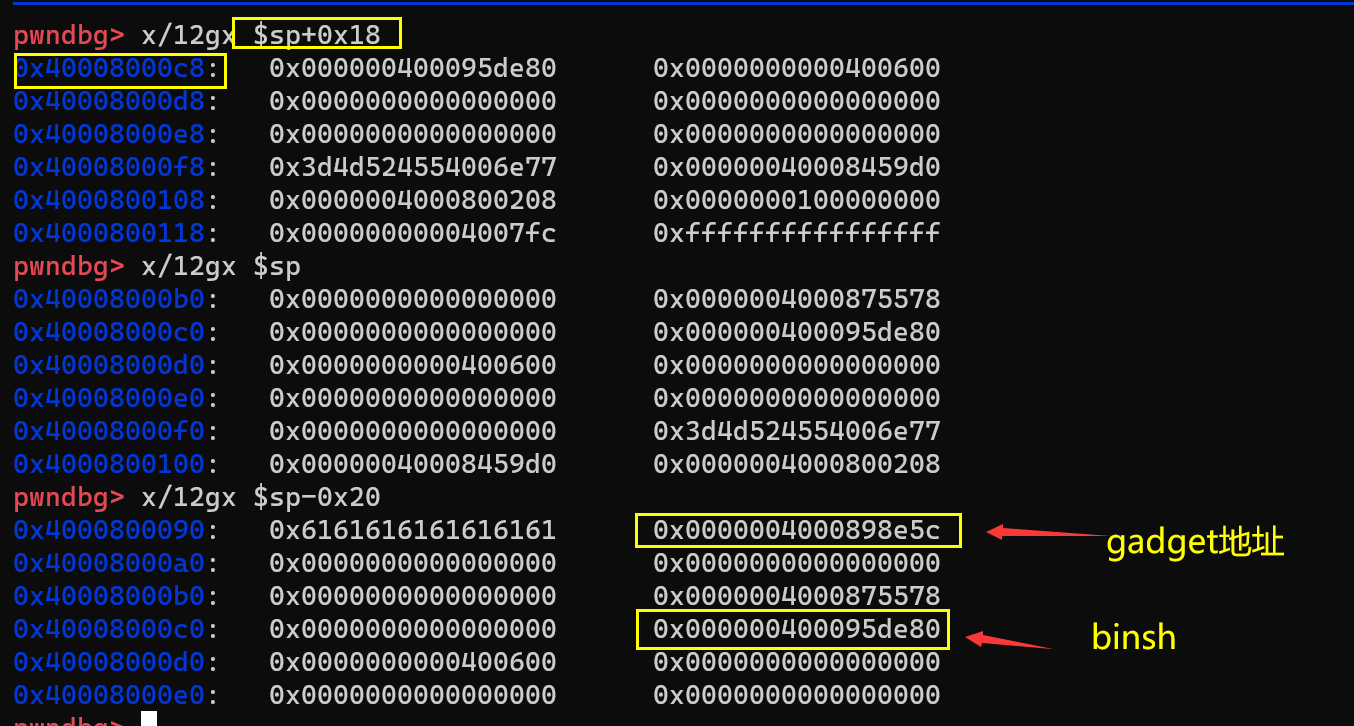 pwndbg> x/12gx $sp+0x18
0x40008000c8: 0x000000400095de80 0x0000000000400600
0x40008000d8: 0x0000000000000000 0x0000000000000000
0x40008000e8: 0x0000000000000000 0x0000000000000000
0x40008000f8: 0x3d4d524554006e77 0x00000040008459d0
0x4000800108: 0x0000004000800208 0x0000000100000000
0x4000800118: 0x00000000004007fc 0xffffffffffffffff
pwndbg> x/12gx $sp
0x40008000b0: 0x0000000000000000 0x0000004000875578
0x40008000c0: 0x0000000000000000 0x000000400095de80
0x40008000d0: 0x0000000000400600 0x0000000000000000
0x40008000e0: 0x0000000000000000 0x0000000000000000
0x40008000f0: 0x0000000000000000 0x3d4d524554006e77
0x4000800100: 0x00000040008459d0 0x0000004000800208
pwndbg> x/12gx $sp-0x20
0x4000800090: 0x6161616161616161 0x0000004000898e5c
gadget地址
0x40008000a0: 0x0000000000000000 0x0000000000000000
0x40008000b0: 0x0000000000000000 0x0000004000875578
0x40008000c0: 0x0000000000000000 0x000000400095de80
binsh
0x40008000d0: 0x0000000000400600 0x0000000000000000
0x40008000e0: 0x0000000000000000 0x0000000000000000
pwndbg>